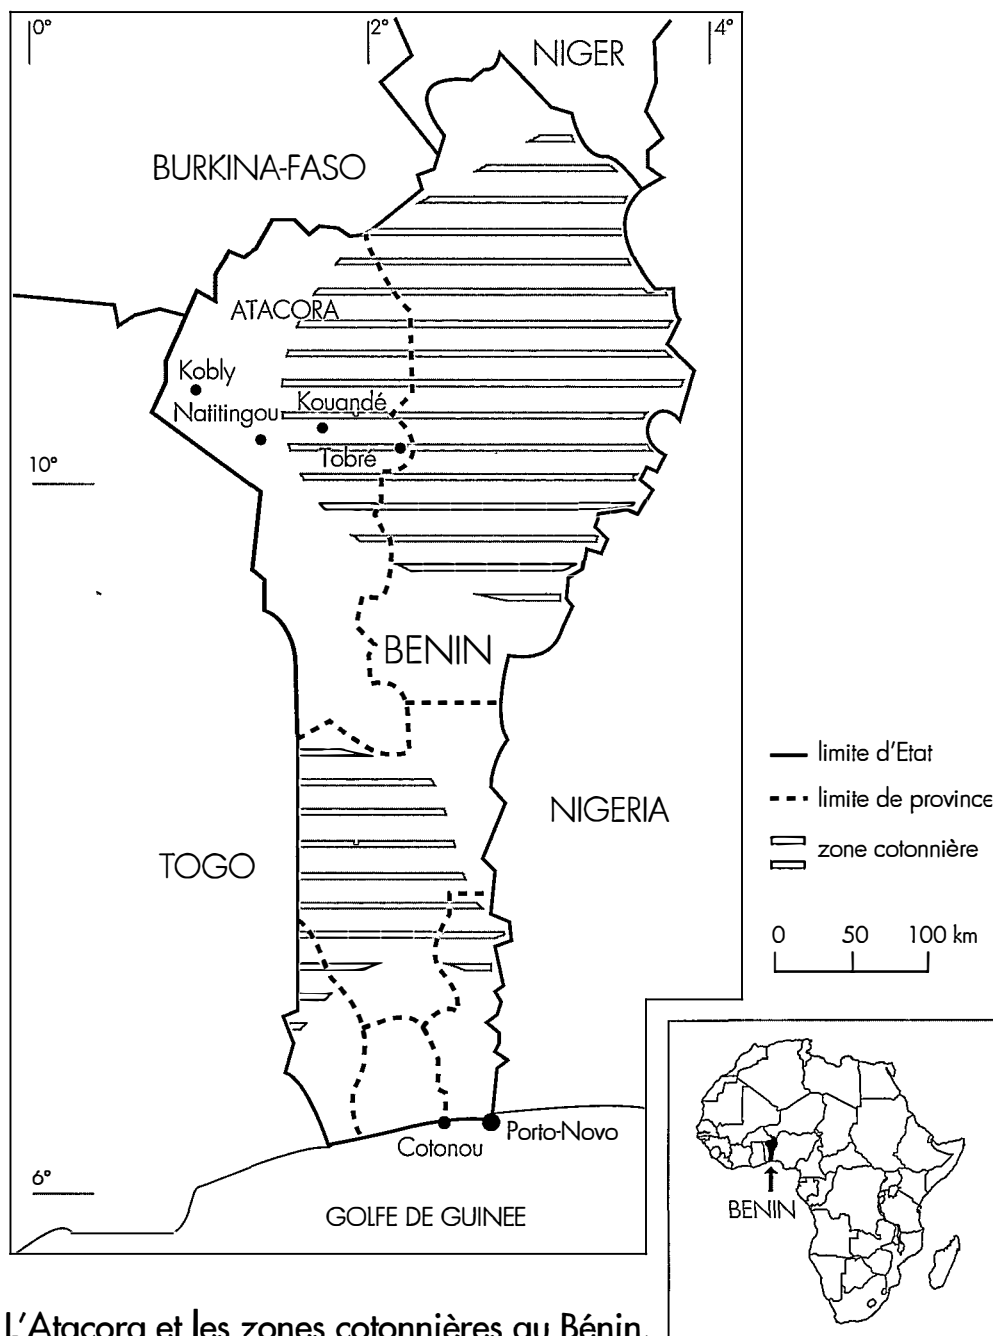 0°
2°
4°
NIGER
BURKINA-FASO
ATACORA
Kobly
Natitingou
Kouandé
Tobré
10°
BENIN
limite d'Etat
limite de province
zone cotonnière
NIGERIA
TOGO
0 50 100 km
Cotonou
Porto-Novo
6°
GOLFE DE GUINEE
BENIN
L'Atacora et les zones cotonnières au Bénin.